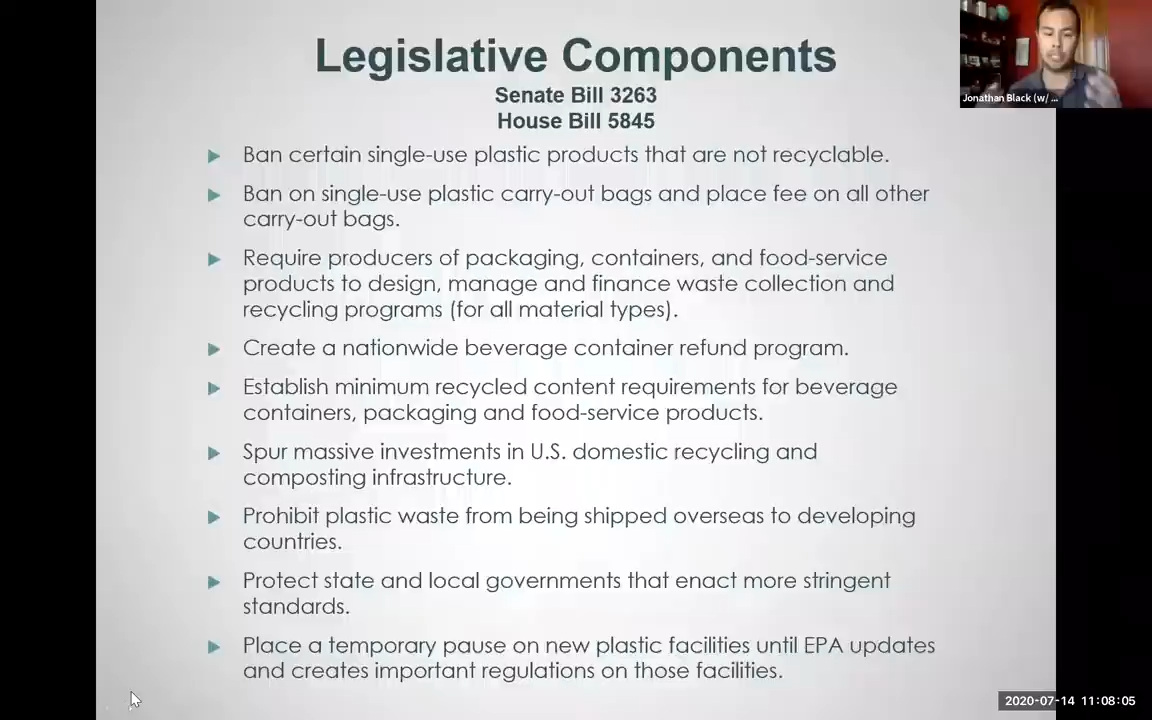 Legislative Components
Senate Bill 3263
House Bill 5845
Ban certain single-use plastic products that are not recyclable.
Ban on single-use plastic carry-out bags and place fee on all other
carry-out bags.
Require producers of packaging, containers, and food-service
products to design, manage and finance waste collection and
recycling programs (for all material types).
Create a nationwide beverage container refund program.
Establish minimum recycled content requirements for beverage
containers, packaging and food-service products.
Spur massive investments in U.S. domestic recycling and
composting infrastructure.
Prohibit plastic waste from being shipped overseas to developing
countries.
Protect state and local governments that enact more stringent
standards.
Place a temporary pause on new plastic facilities until EPA updates
and creates important regulations on those facilities.
Jonathan Black (w/ ...
2020-07-14 11:08:05